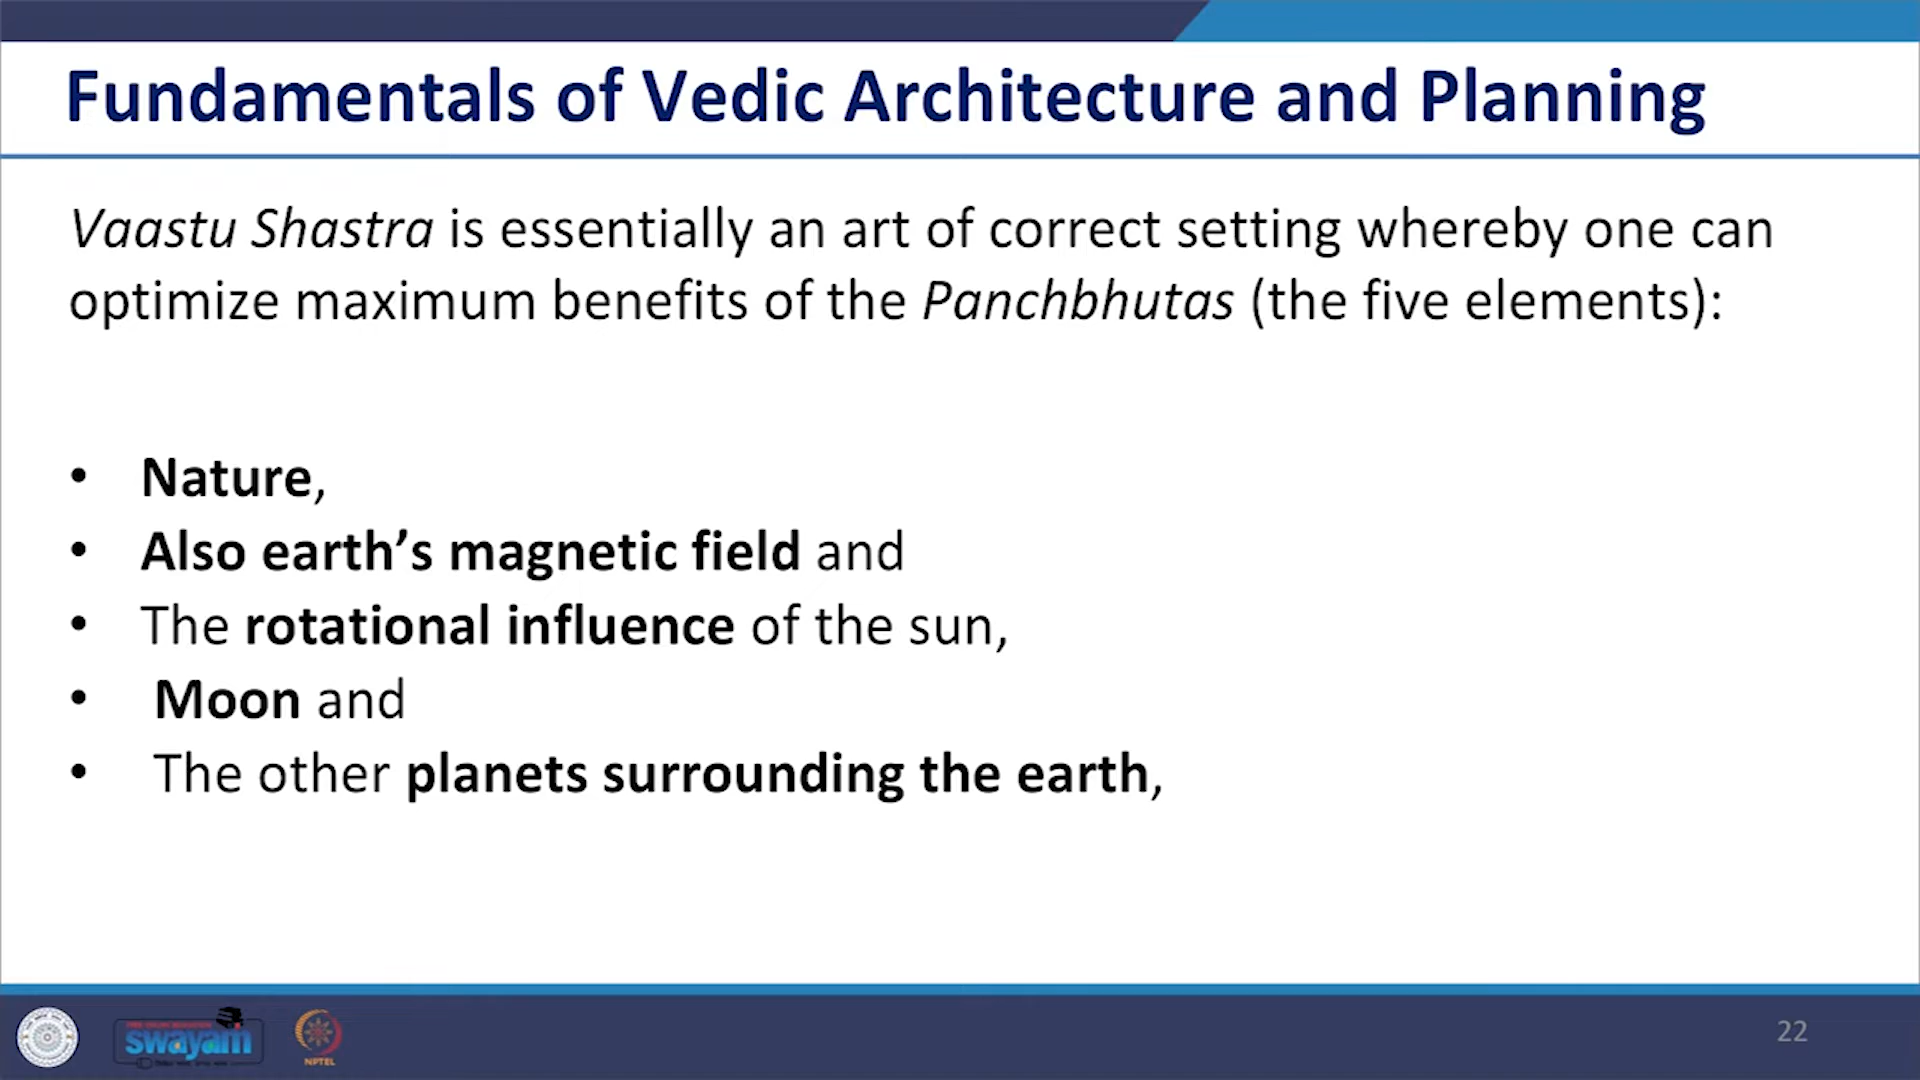 Fundamentals of Vedic Architecture and Planning
Vaastu Shastra is essentially an art of correct setting whereby one can
optimize maximum benefits of the Panchbhutas (the five elements):
• Nature,
• Also earth’s magnetic field and
• The rotational influence of the sun,
• Moon and
• The other planets surrounding the earth,
swayam
NPTEL
22